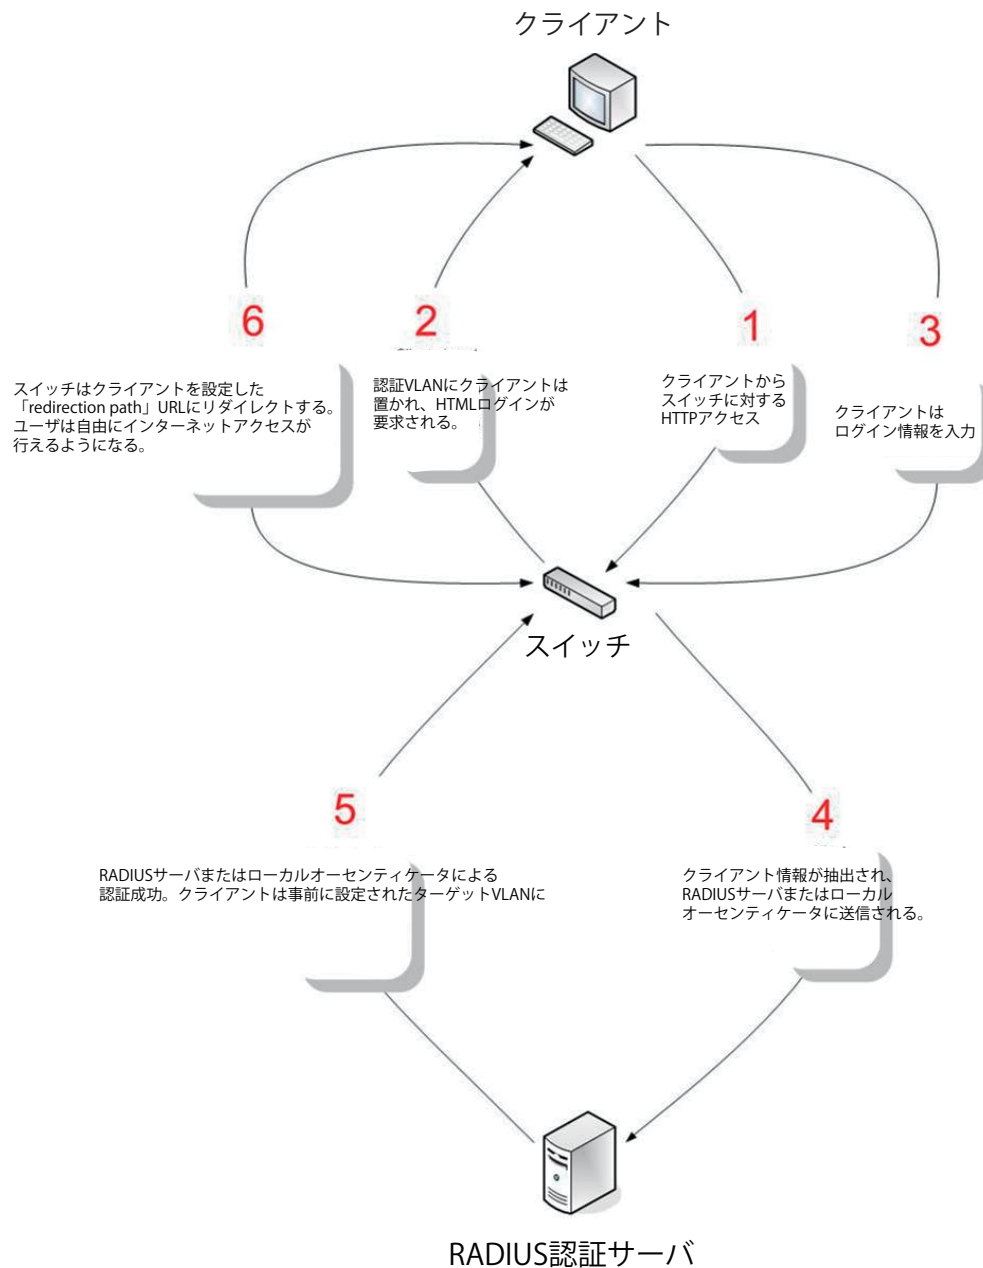 クライアント
6
2
1
3
スイッチはクライアントを設定した
「redirection path」URLにリダイレクトする。
ユーザは自由にインターネットアクセスが
行えるようになる。
認証VLANにクライアントは
置かれ、HTMLログインが
要求される。
クライアントから
スイッチに対する
HTTPアクセス
クライアントは
ログイン情報を入力
スイッチ
5
4
RADIUSサーバまたはローカルオーセンティケータによる
認証成功。クライアントは事前に設定されたターゲットVLANに
クライアント情報が抽出され、
RADIUSサーバまたはローカル
オーセンティケータに送信される。
RADIUS認証サーバ